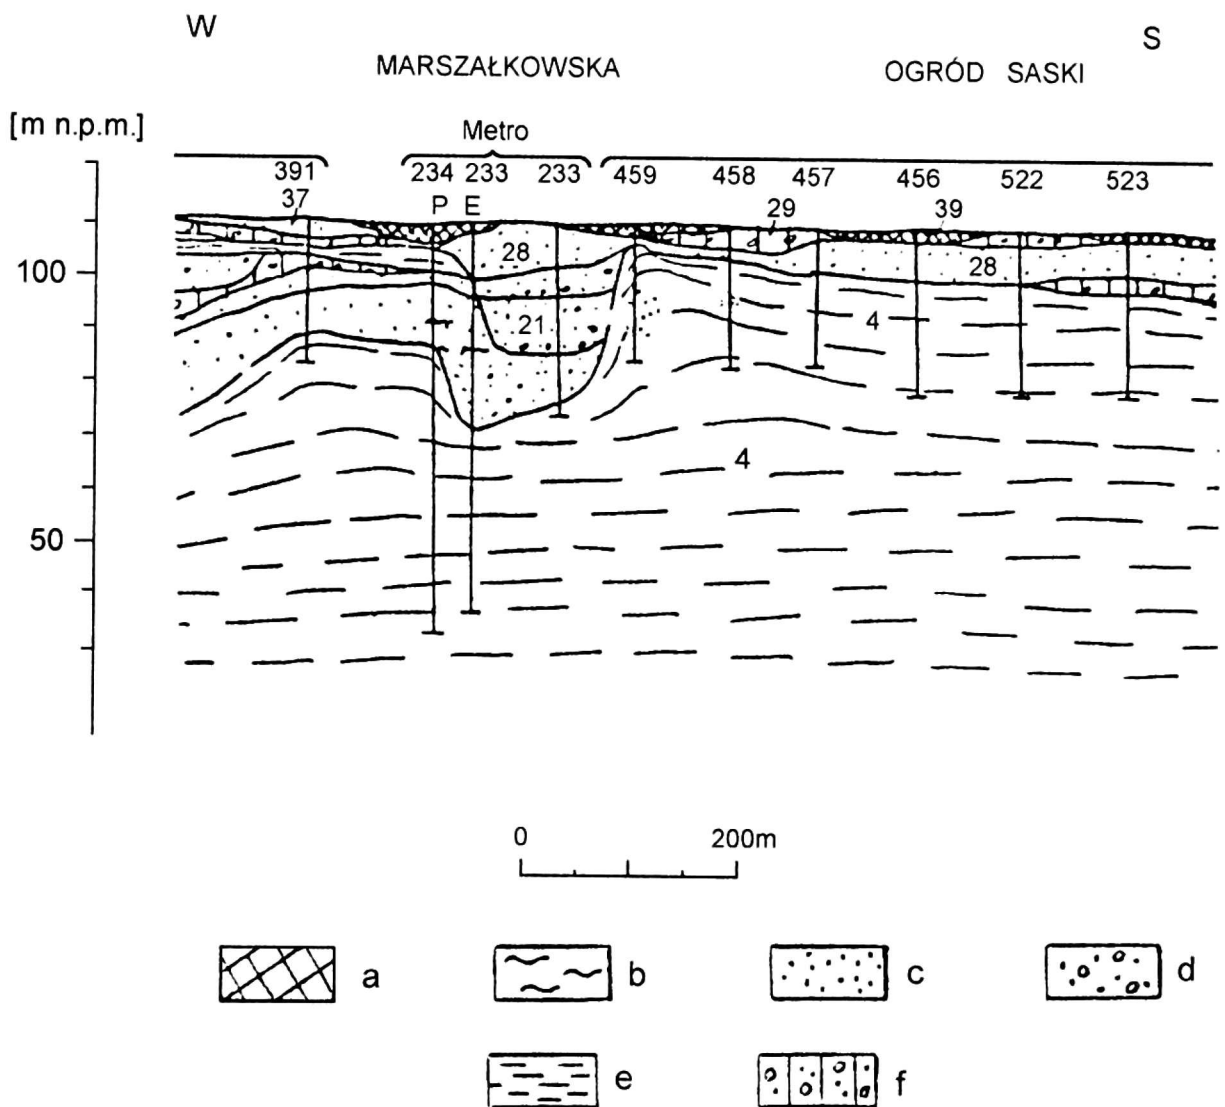 W
S
MARSZAŁKOWSKA
OGRÓD SASKI
[m n.p.m.]
Metro
391 234 233 233 459 458 457 456 522 523
37 P E 29 39
28
28
100
21
4
4
50
0 200m
a b c d
e f